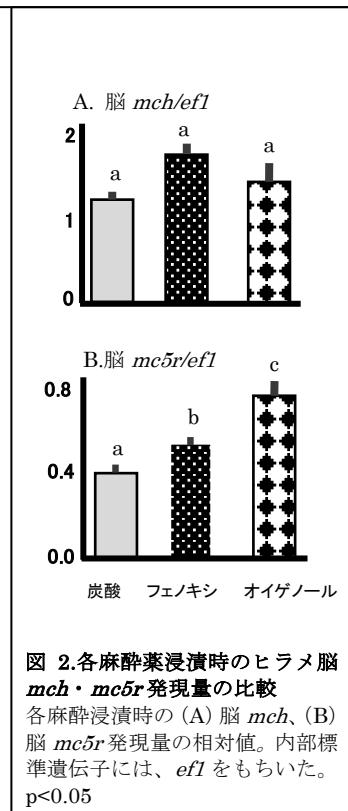 A. 脳 mch/ef1
2
1
0
a
a
a
B.脳 mc5r/ef1
0.8
0.4
0.0
a
b
c
炭酸 フェノキシ オイゲノール
図 2.各麻酔薬浸漬時のヒラメ脳
mch・mc5r 発現量の比較
各麻酔浸漬時の (A) 脳 mch、(B)
脳 mc5r 発現量の相対値。内部標
準遺伝子には、ef1 をもちいた。
p<0.05